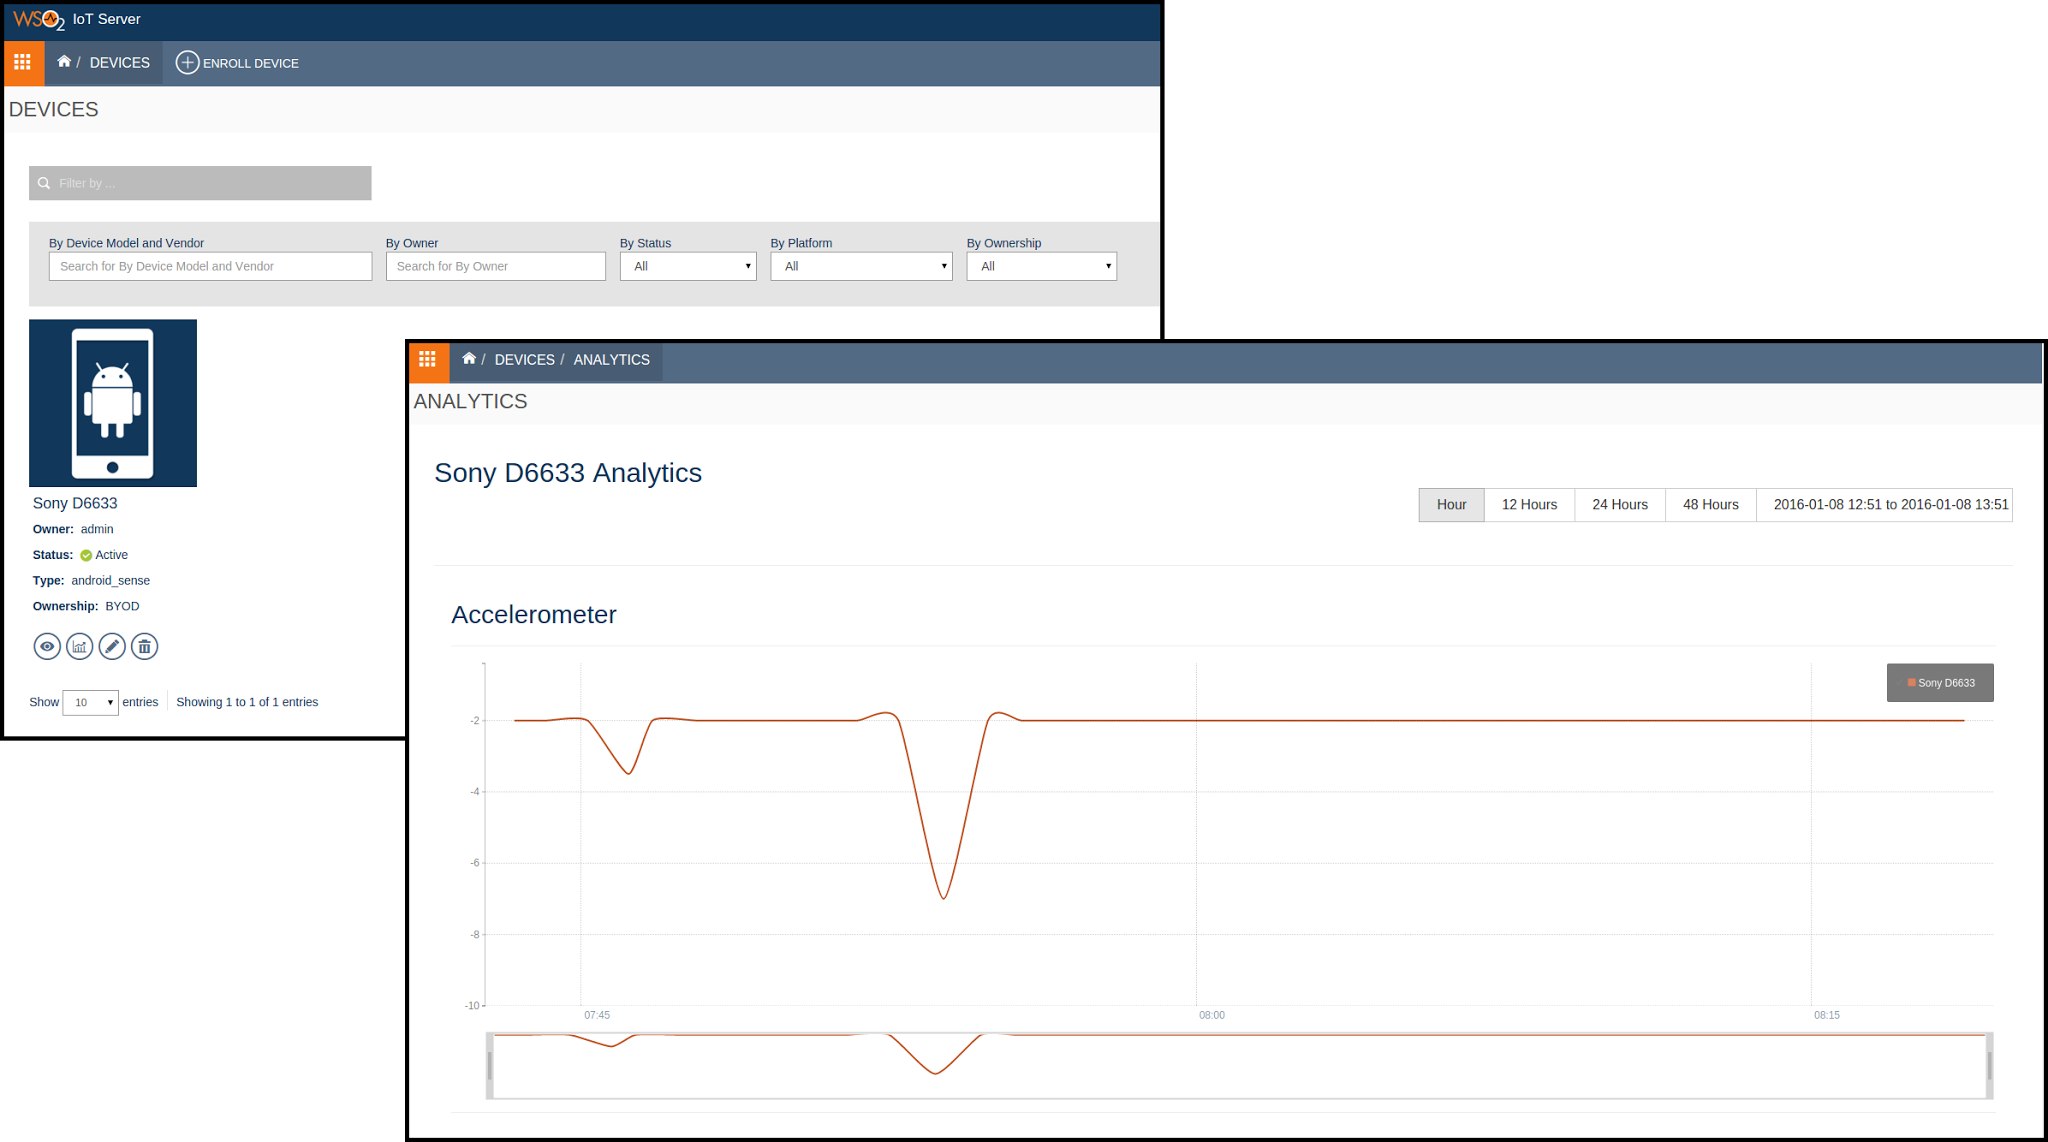 WSO2 IoT Server
/ DEVICES ENROLL DEVICE
DEVICES
Filter by ...
By Device Model and Vendor By Owner By Status By Platform By Ownership
Search for By Device Model and Vendor Search for By Owner All All All
Sony D6633
Owner: admin
Status: Active
Type: android_sense
Ownership: BYOD
Show 10 entries Showing 1 to 1 of 1 entries
/ DEVICES / ANALYTICS
ANALYTICS
Sony D6633 Analytics
Hour 12 Hours 24 Hours 48 Hours 2016-01-08 12:51 to 2016-01-08 13:51
Accelerometer
Sony D6633
-2
-4
-6
-8
-10
07:45 08:00 08:15